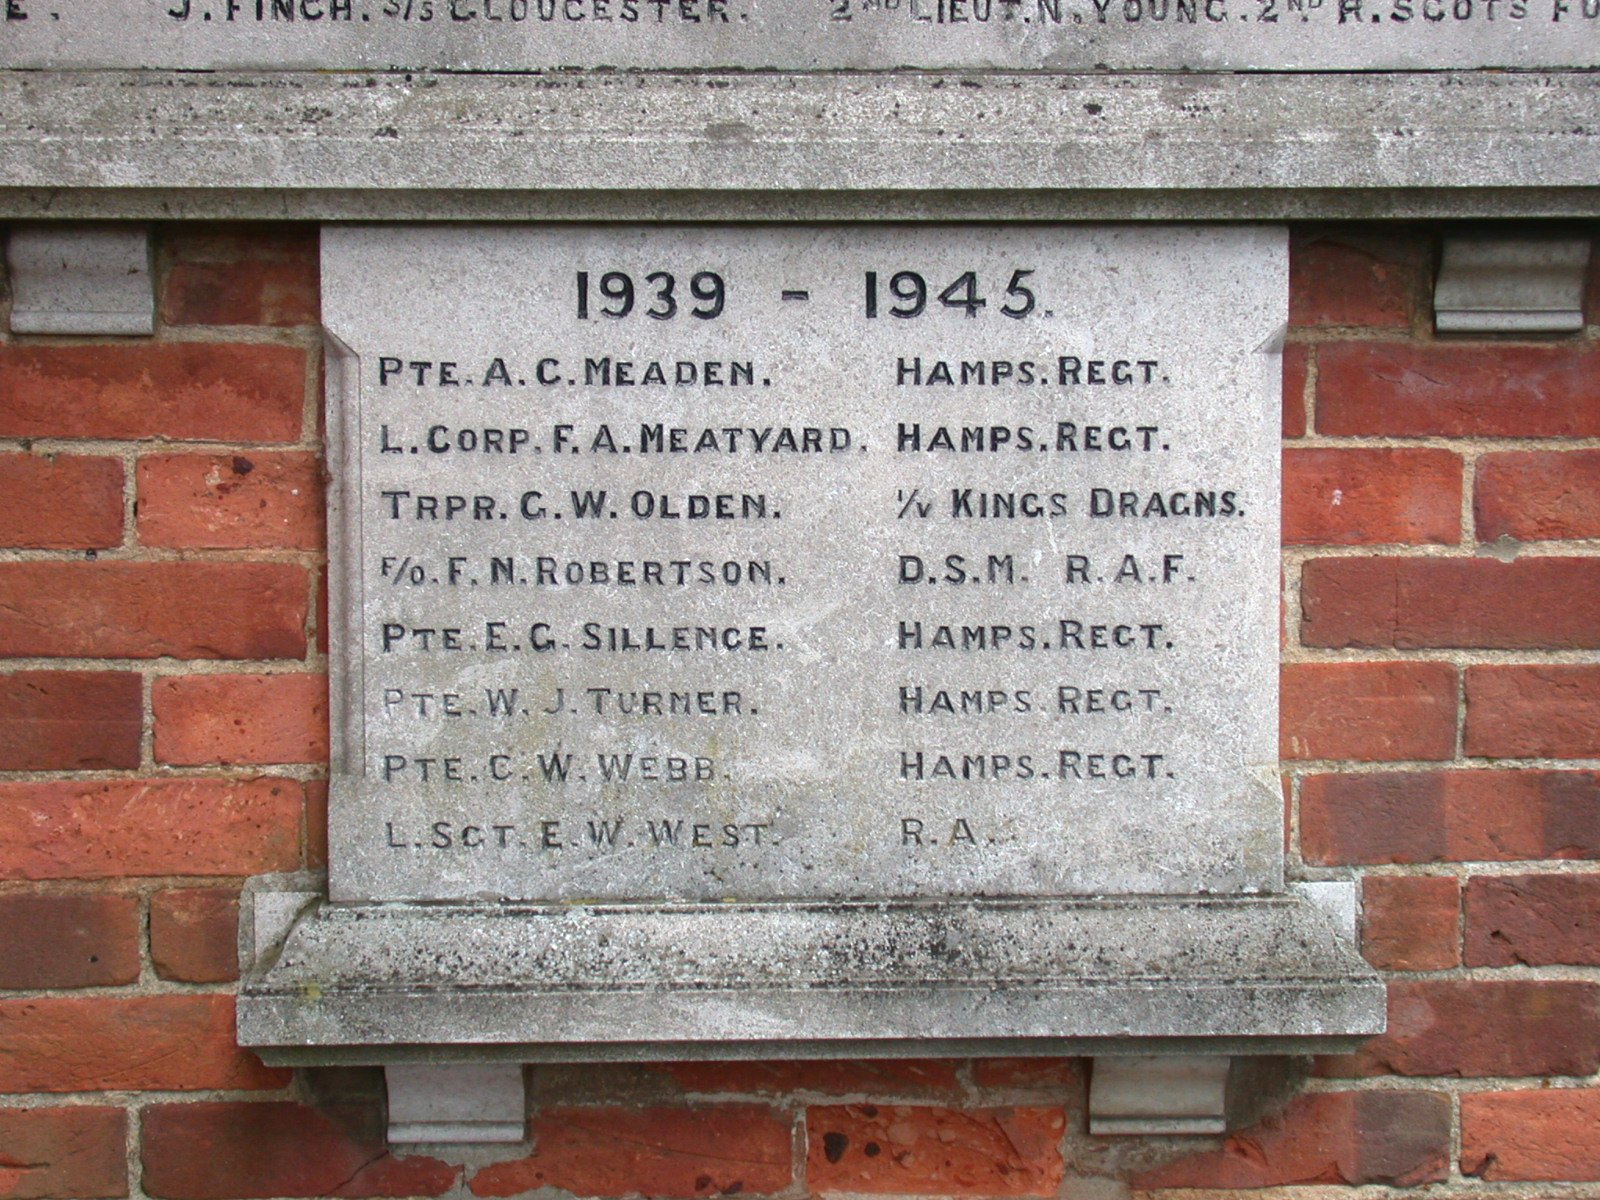 E. J. FINCH. S/S GLOUCESTER. 2ND LIEUT. N. YOUNG. 2ND R. SCOTS FU
1939 - 1945.
PTE. A. C. MEADEN. HAMPS. REGT.
L. CORP. F. A. MEATYARD. HAMPS. REGT.
TRPR. G. W. OLDEN. 1/V KINGS DRAGNS.
F/O. F. N. ROBERTSON. D.S.M. R.A.F.
PTE. E. G. SILLENCE. HAMPS. REGT.
PTE. W. J. TURNER. HAMPS. REGT.
PTE. C. W. WEBB. HAMPS. REGT.
L. SGT. E. W. WEST. R.A.